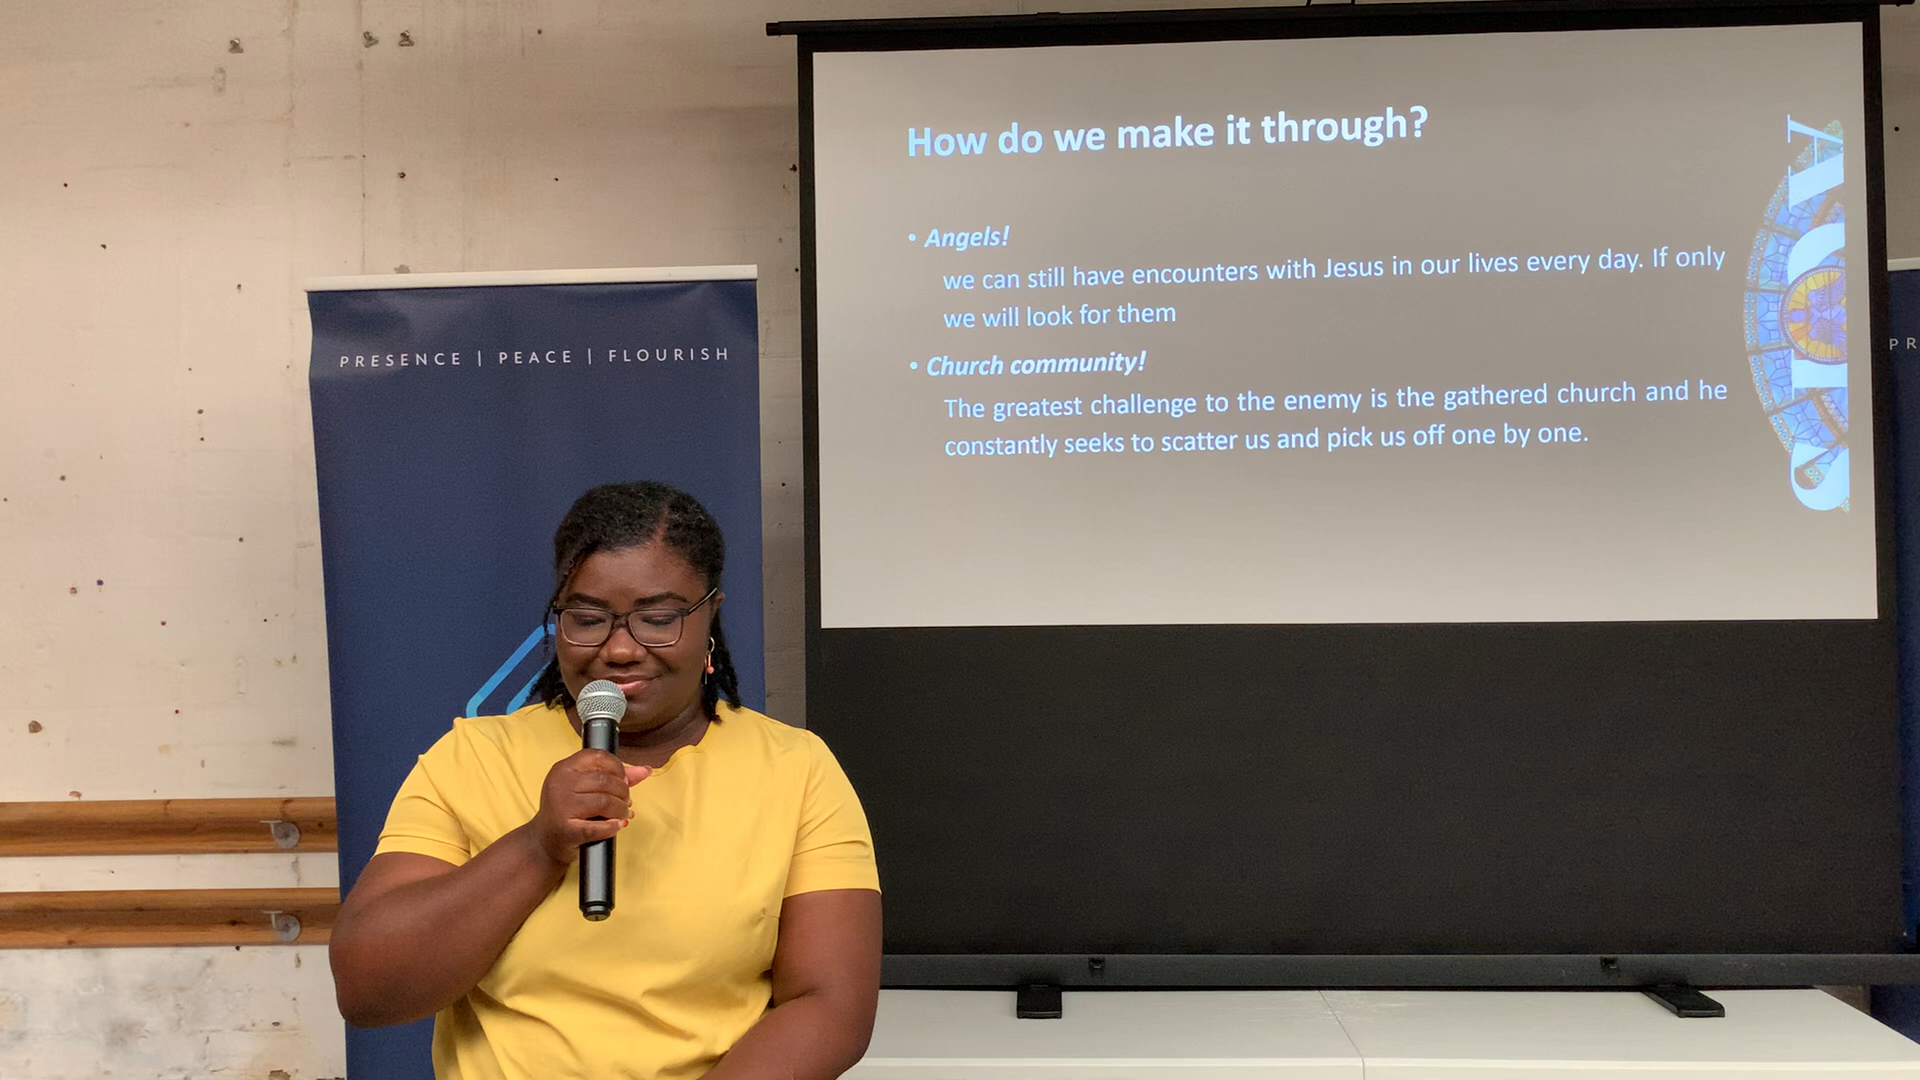 How do we make it through?
• Angels!
we can still have encounters with Jesus in our lives every day. If only
we will look for them
• Church community!
The greatest challenge to the enemy is the gathered church and he
constantly seeks to scatter us and pick us off one by one.
ACTS
PRESENCE | PEACE | FLOURISH
PR